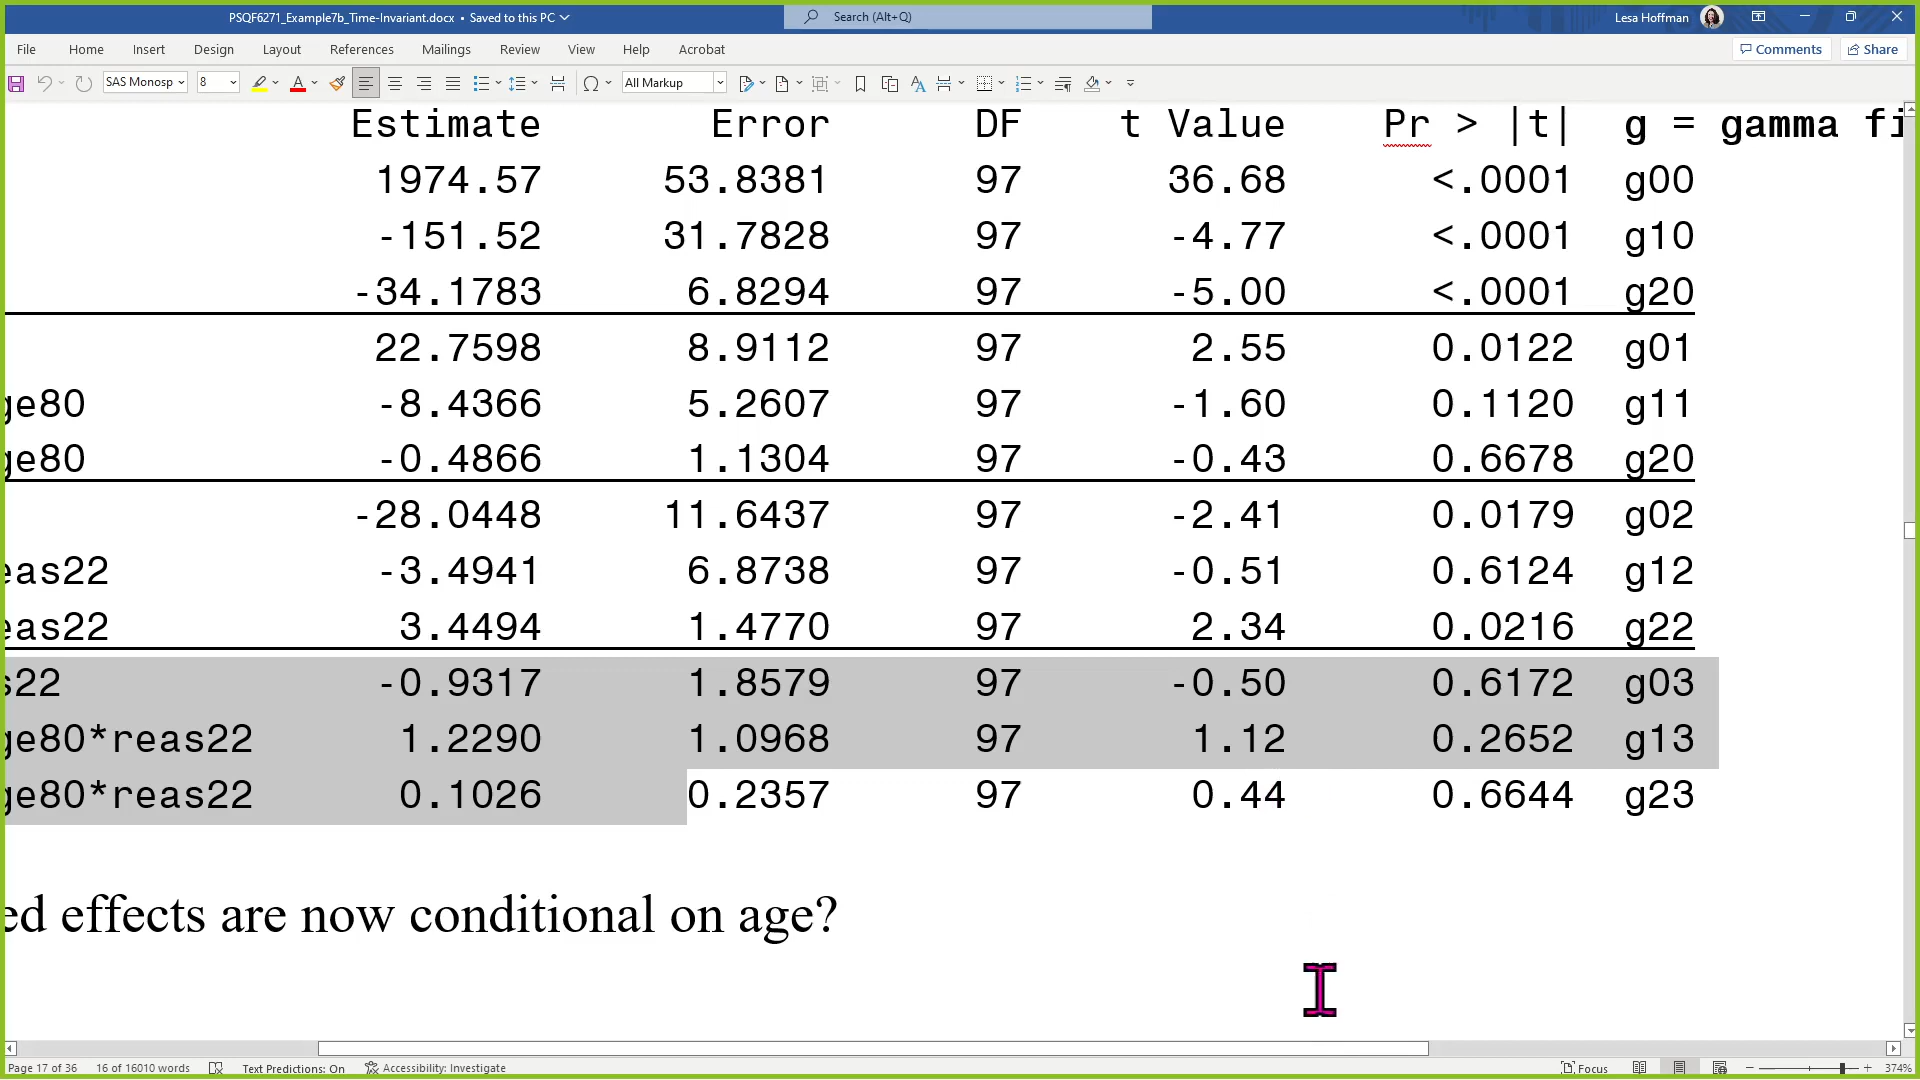 PSQF6271_Example7b_Time-Invariant.docx • Saved to this PC
Search (Alt+Q)
Lesa Hoffman
File Home Insert Design Layout References Mailings Review View Help Acrobat
Comments Share
SAS Monosp 8 All Markup
Estimate Error DF t Value Pr > |t| g = gamma fi
1974.57 53.8381 97 36.68 <.0001 g00
-151.52 31.7828 97 -4.77 <.0001 g10
-34.1783 6.8294 97 -5.00 <.0001 g20
22.7598 8.9112 97 2.55 0.0122 g01
ge80 -8.4366 5.2607 97 -1.60 0.1120 g11
ge80 -0.4866 1.1304 97 -0.43 0.6678 g20
-28.0448 11.6437 97 -2.41 0.0179 g02
eas22 -3.4941 6.8738 97 -0.51 0.6124 g12
eas22 3.4494 1.4770 97 2.34 0.0216 g22
s22 -0.9317 1.8579 97 -0.50 0.6172 g03
ge80*reas22 1.2290 1.0968 97 1.12 0.2652 g13
ge80*reas22 0.1026 0.2357 97 0.44 0.6644 g23
ed effects are now conditional on age?
Page 17 of 36 16 of 16010 words Text Predictions: On Accessibility: Investigate Focus 374%